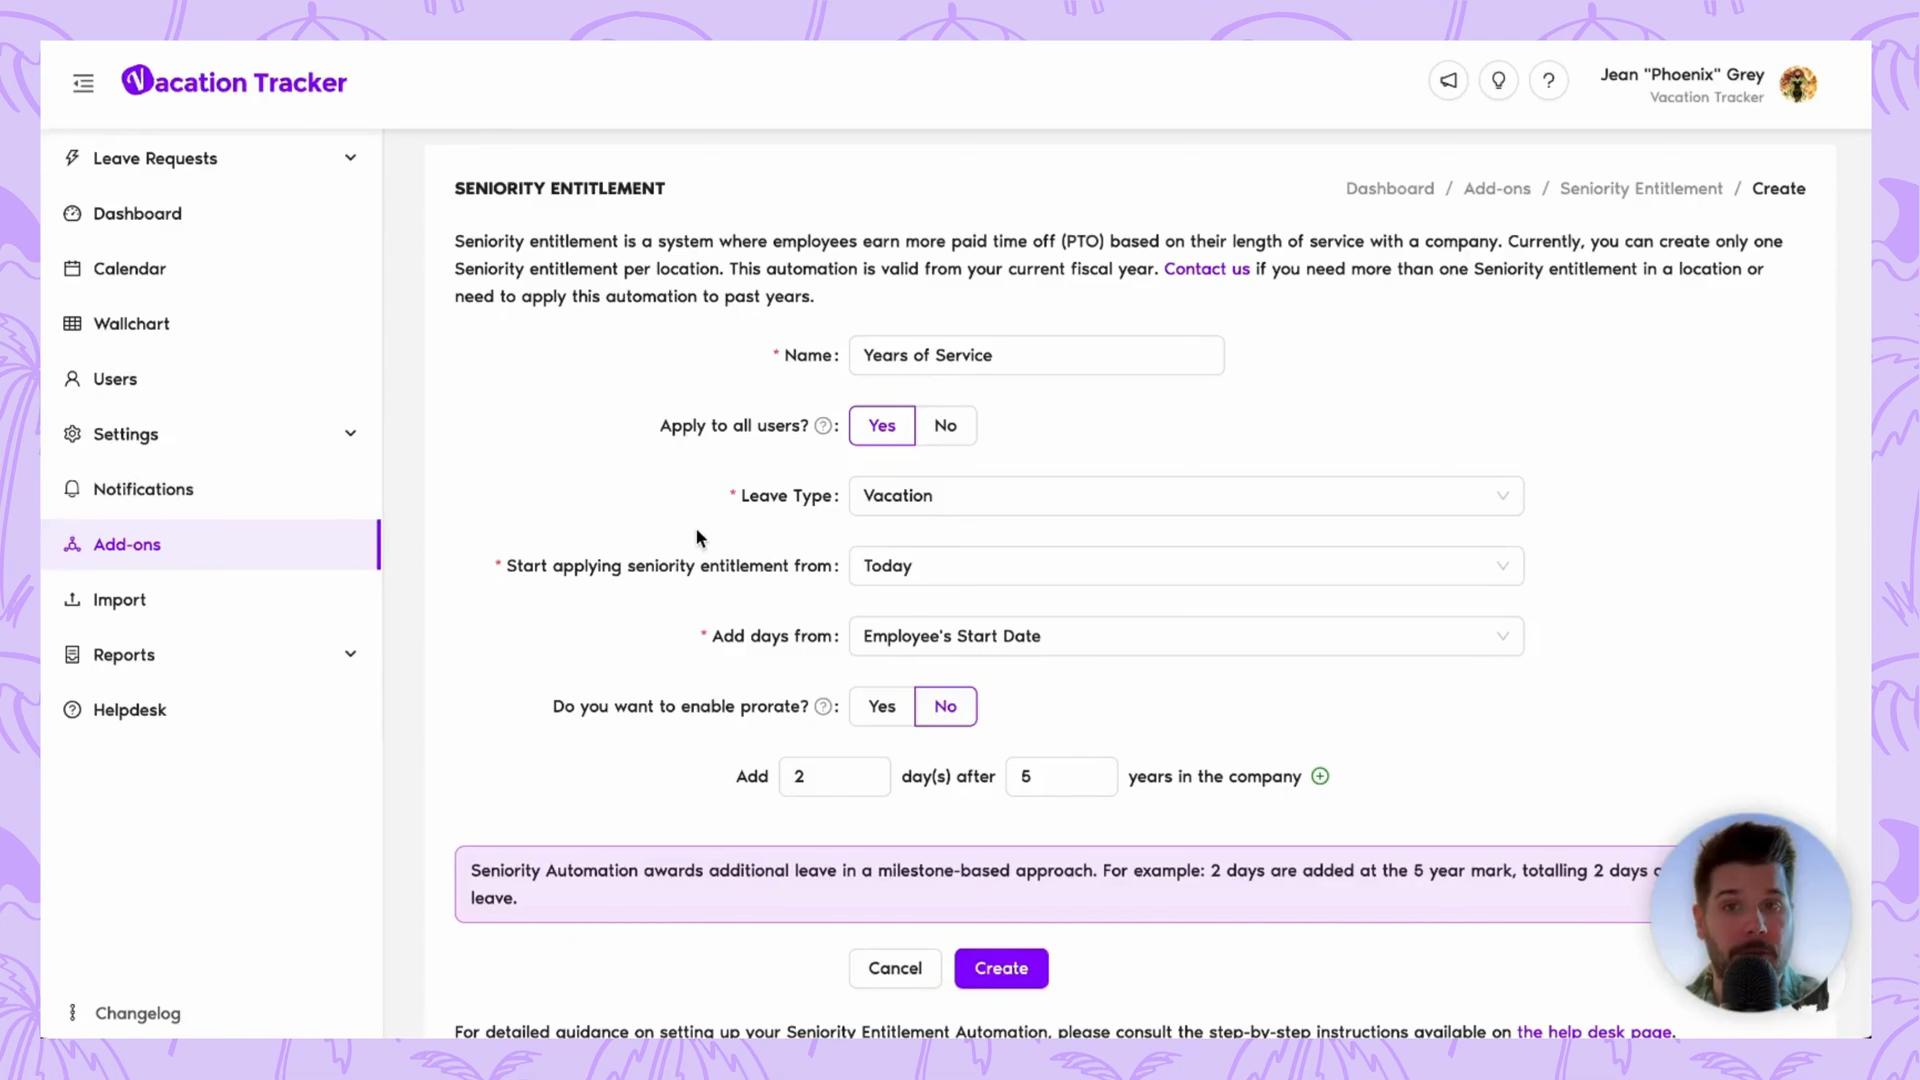 Vacation Tracker
Jean "Phoenix" Grey
Vacation Tracker
Leave Requests
Dashboard
Calendar
Wallchart
Users
Settings
Notifications
Add-ons
Import
Reports
Helpdesk
Changelog
SENIORITY ENTITLEMENT
Dashboard / Add-ons / Seniority Entitlement / Create
Seniority entitlement is a system where employees earn more paid time off (PTO) based on their length of service with a company. Currently, you can create only one
Seniority entitlement per location. This automation is valid from your current fiscal year. Contact us if you need more than one Seniority entitlement in a location or
need to apply this automation to past years.
* Name: Years of Service
Apply to all users? ?: Yes No
* Leave Type: Vacation
* Start applying seniority entitlement from: Today
* Add days from: Employee's Start Date
Do you want to enable prorate? ?: Yes No
Add 2 day(s) after 5 years in the company
Seniority Automation awards additional leave in a milestone-based approach. For example: 2 days are added at the 5 year mark, totalling 2 days
leave.
Cancel Create
For detailed guidance on setting up your Seniority Entitlement Automation, please consult the step-by-step instructions available on the help desk page.